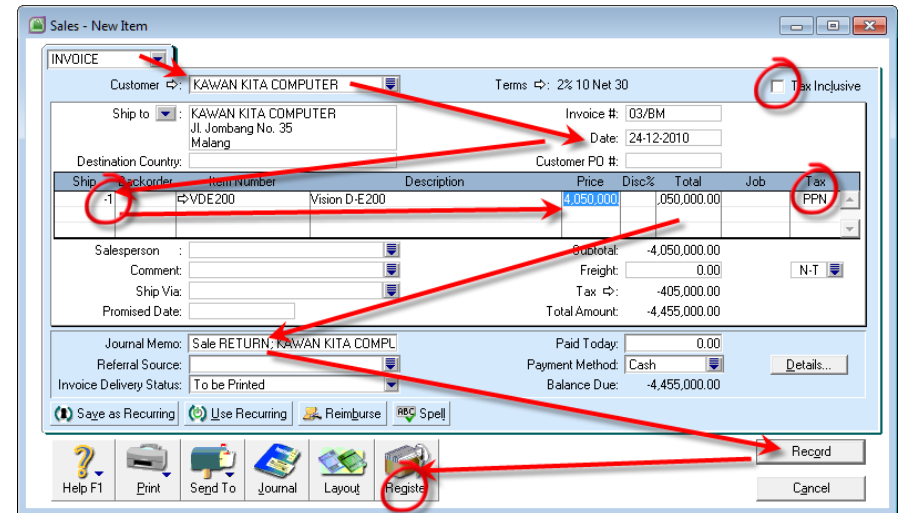 Sales - New Item
INVOICE
Customer ⇨: KAWAN KITA COMPUTER Terms ⇨: 2% 10 Net 30 Tax Inclusive
Ship to : KAWAN KITA COMPUTER Invoice #: 03/BM
Jl. Jombang No. 35 Date: 24-12-2010
Malang
Destination Country: Customer PO #:
Ship Backorder Item Number Description Price Disc% Total Job Tax
-1 ⇨VDE200 Vision D-E200 4,050,000. ,050,000.00 PPN
Salesperson : Subtotal: -4,050,000.00
Comment: Freight: 0.00 N-T
Ship Via: Tax ⇨: -405,000.00
Promised Date: Total Amount: -4,455,000.00
Journal Memo: Sale RETURN; KAWAN KITA COMPL Paid Today: 0.00
Referral Source: Payment Method: Cash Details...
Invoice Delivery Status: To be Printed Balance Due: -4,455,000.00
Save as Recurring Use Recurring Reimburse ABC Spell
Record
Help F1 Print Send To Journal Layout Register Cancel